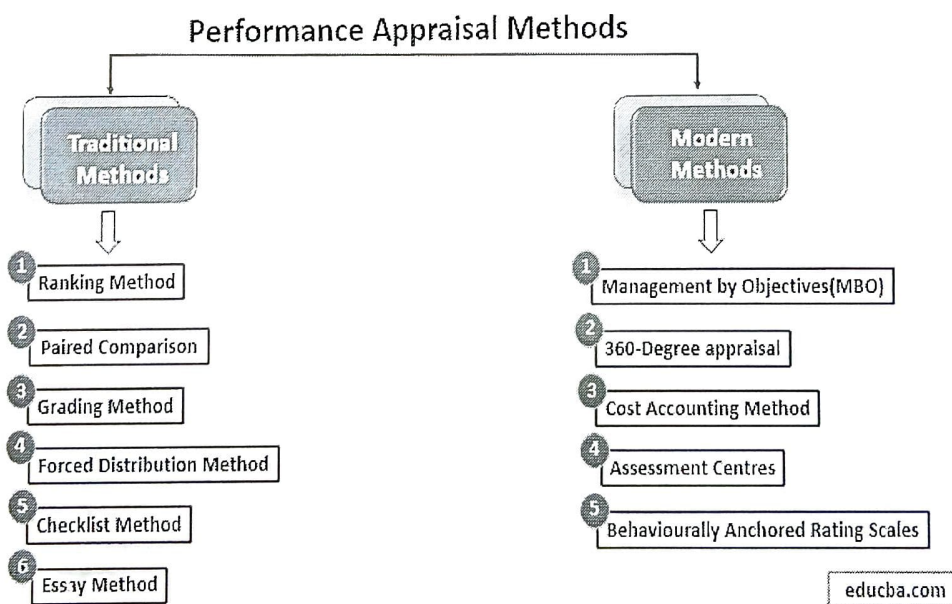 Performance Appraisal Methods
Traditional
Methods
1
Ranking Method
2
Paired Comparison
3
Grading Method
4
Forced Distribution Method
5
Checklist Method
6
Essay Method
Modern
Methods
1
Management by Objectives(MBO)
2
360-Degree appraisal
3
Cost Accounting Method
4
Assessment Centres
5
Behaviourally Anchored Rating Scales
educba.com